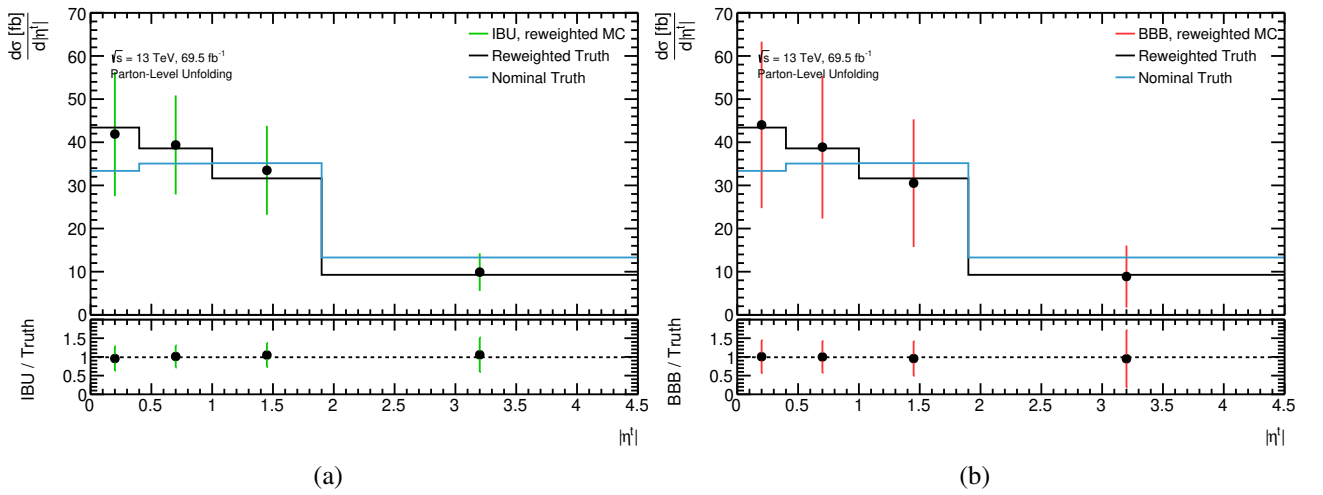 dσ [fb]
d|ηᵗ|
70
60
50
40
30
20
10
0
√s = 13 TeV, 69.5 fb⁻¹
Parton-Level Unfolding
IBU, reweighted MC
Reweighted Truth
Nominal Truth
IBU / Truth
1.5
1
0.5
0
0 0.5 1 1.5 2 2.5 3 3.5 4 4.5
|ηᵗ|
(a)
dσ [fb]
d|ηᵗ|
70
60
50
40
30
20
10
0
√s = 13 TeV, 69.5 fb⁻¹
Parton-Level Unfolding
BBB, reweighted MC
Reweighted Truth
Nominal Truth
BBB / Truth
1.5
1
0.5
0
0 0.5 1 1.5 2 2.5 3 3.5 4 4.5
|ηᵗ|
(b)